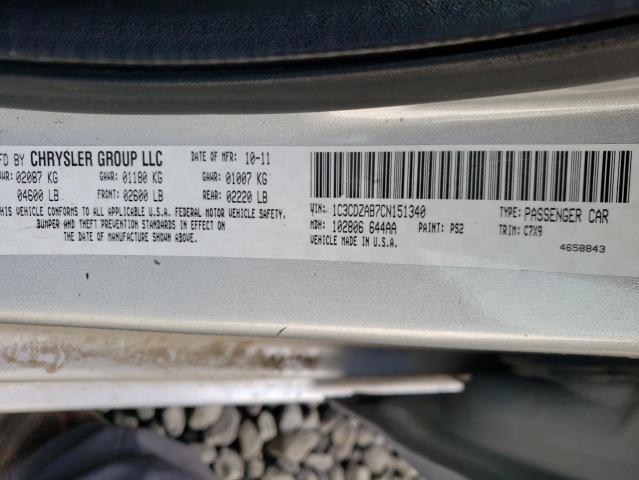 FD BY CHRYSLER GROUP LLC DATE OF MFR: 10-11
02087 KG GAWR: 01180 KG GAWR: 01007 KG
04600 LB FRONT: 02600 LB REAR: 02220 LB
THIS VEHICLE CONFORMS TO ALL APPLICABLE U.S.A. FEDERAL MOTOR VEHICLE SAFETY,
BUMPER AND THEFT PREVENTION STANDARDS IN EFFECT ON
THE DATE OF MANUFACTURE SHOWN ABOVE.
VIN: 1C3CDZAB7CN151340 TYPE: PASSENGER CAR
MDH: 102806 644AA PAINT: PS2 TRIM: C7X9
VEHICLE MADE IN U.S.A. 4658843